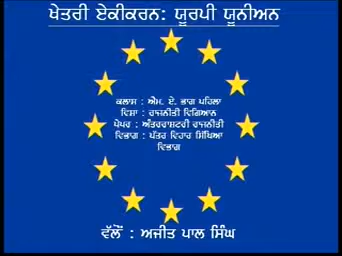 ਖੇਤਰੀ ਏਕੀਕਰਨ: ਯੂਰਪੀ ਯੂਨੀਅਨ
ਕਲਾਸ : ਐਮ. ਏ. ਭਾਗ ਪਹਿਲਾ
ਵਿਸ਼ਾ : ਰਾਜਨੀਤੀ ਵਿਗਿਆਨ
ਪੇਪਰ : ਅੰਤਰਰਾਸ਼ਟਰੀ ਰਾਜਨੀਤੀ
ਵਿਭਾਗ : ਪੱਤਰ ਵਿਹਾਰ ਸਿੱਖਿਆ
ਵਿਭਾਗ
ਵੱਲੋਂ : ਅਜੀਤ ਪਾਲ ਸਿੰਘ